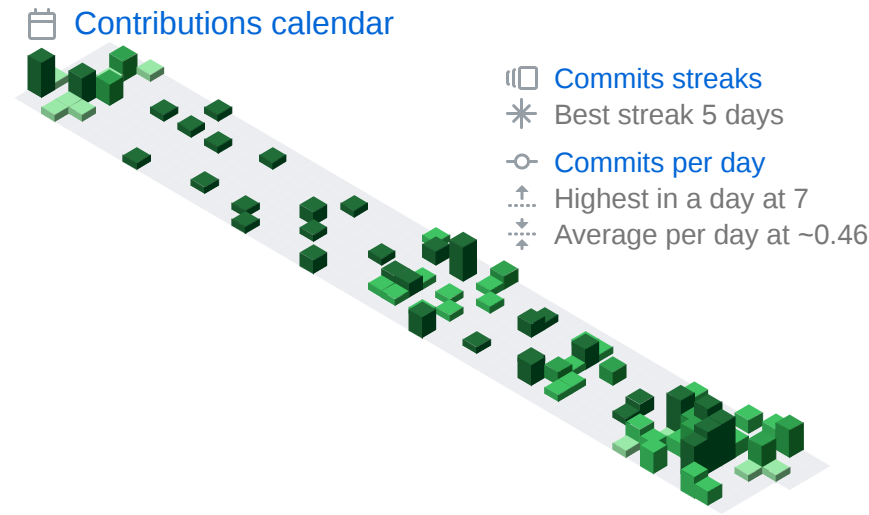 Contributions calendar
Commits streaks
Best streak 5 days
Commits per day
Highest in a day at 7
Average per day at ~0.46